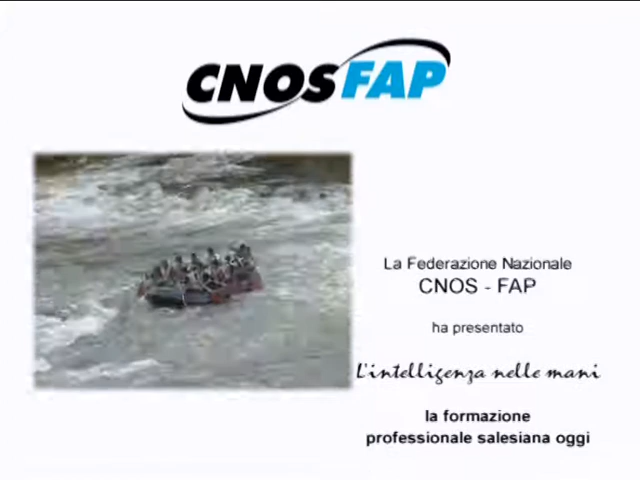 CNOSFAP
La Federazione Nazionale
CNOS - FAP
ha presentato
L'intelligenza nelle mani
la formazione
professionale salesiana oggi